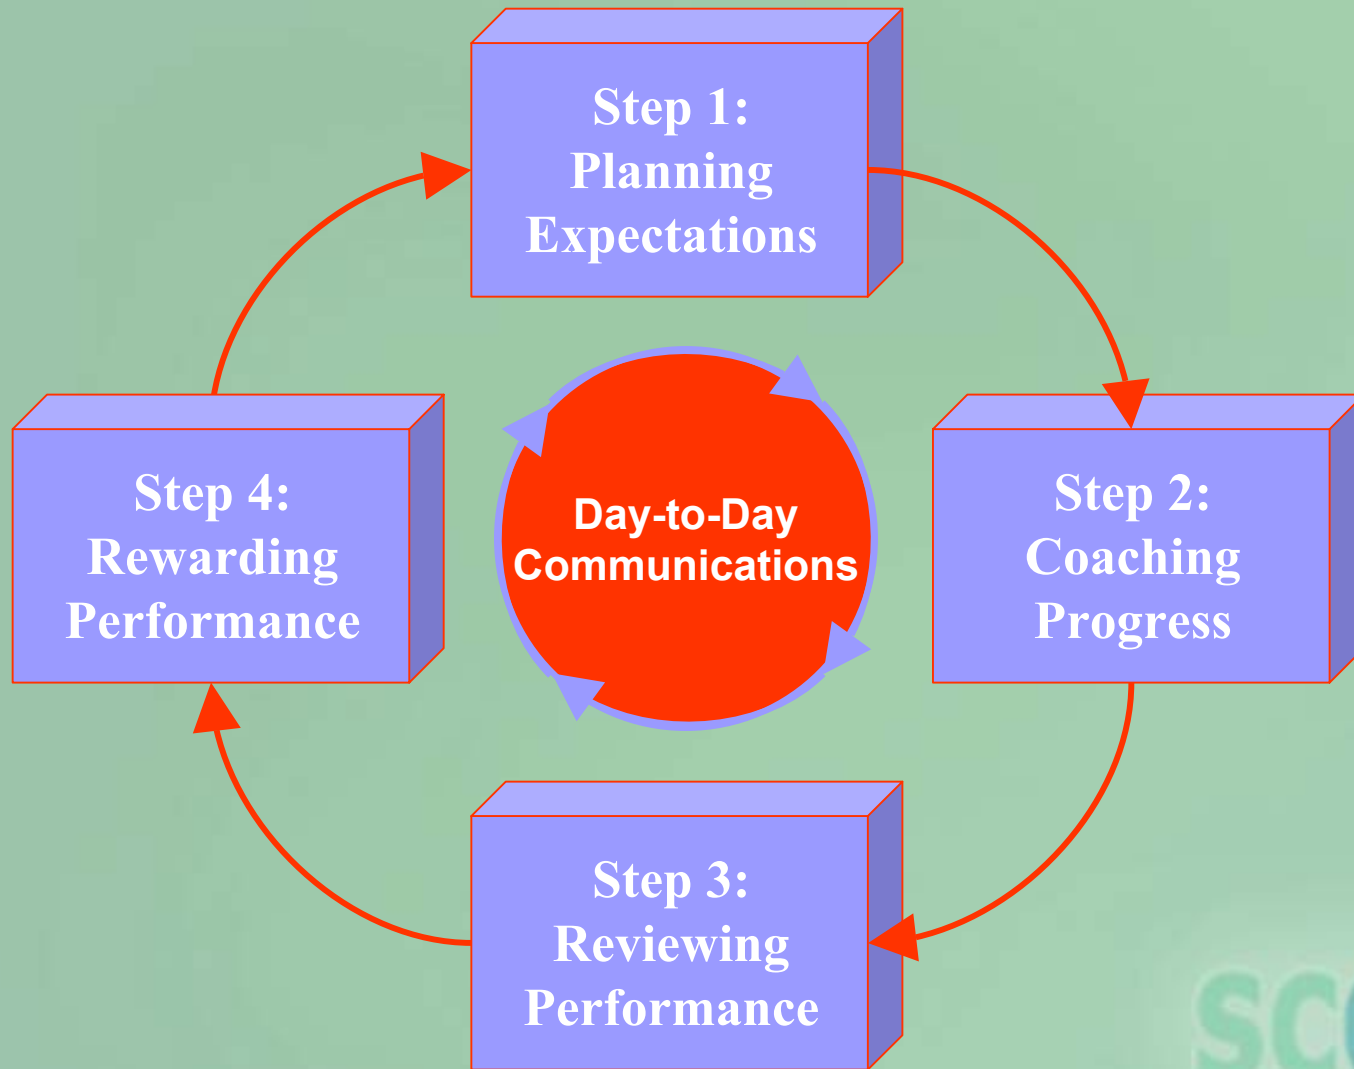 Step 1:
Planning
Expectations
Step 4:
Rewarding
Performance
Day-to-Day
Communications
Step 2:
Coaching
Progress
Step 3:
Reviewing
Performance